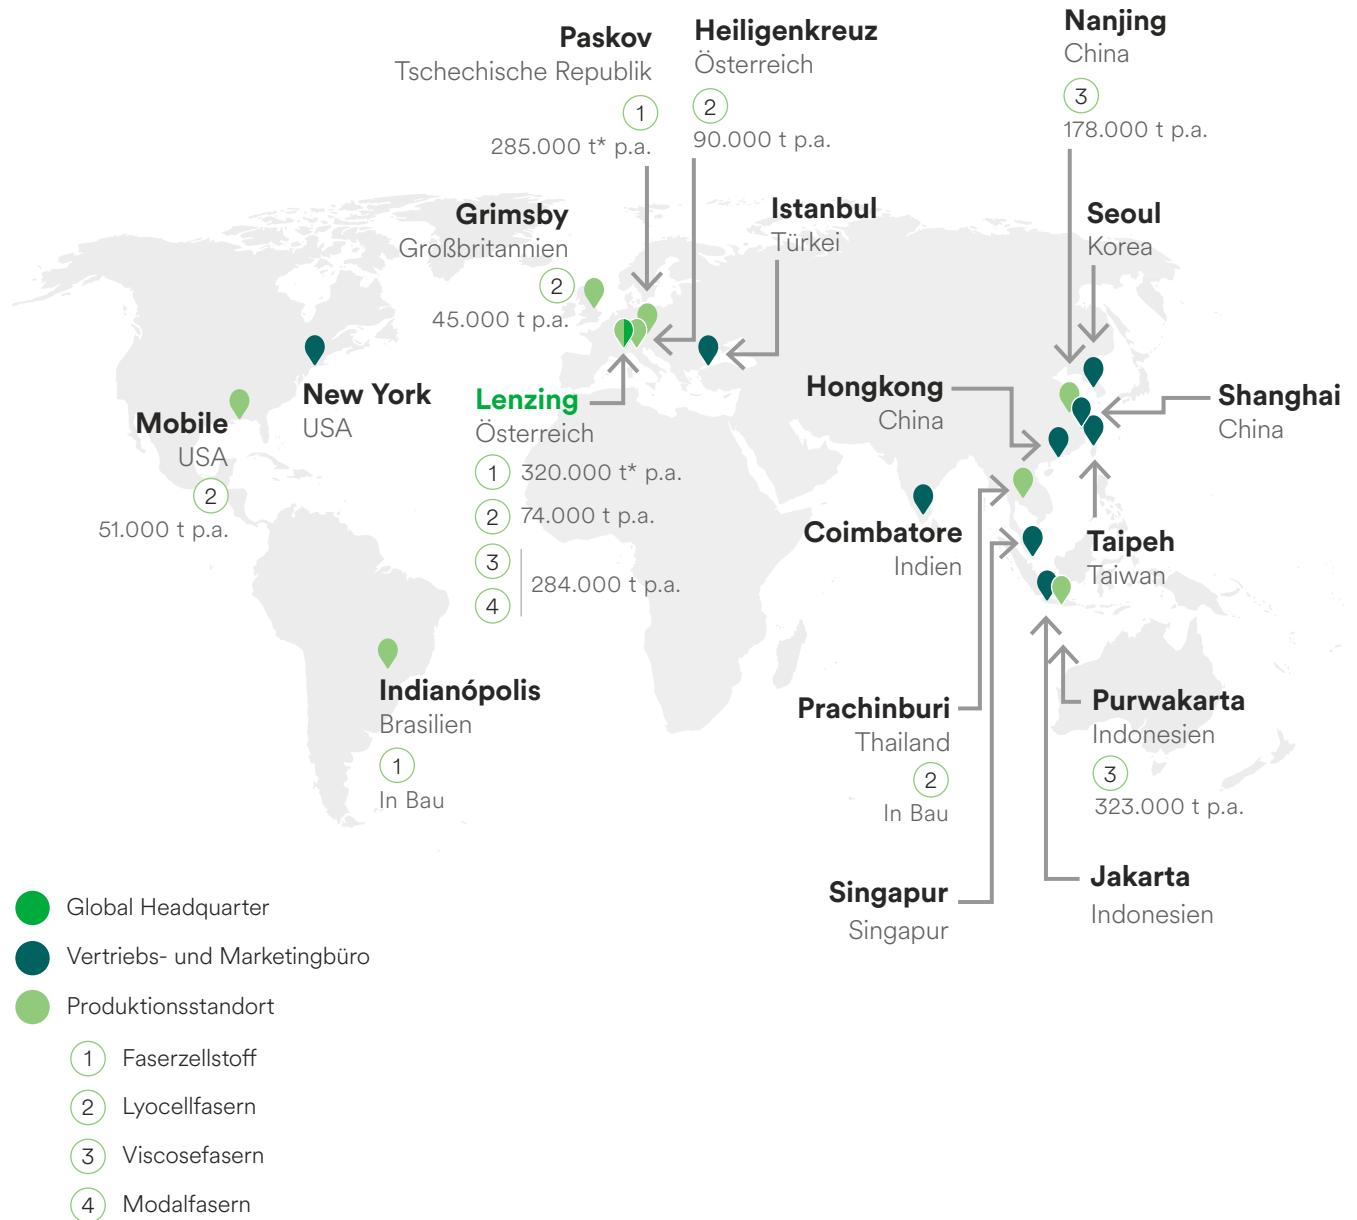 Paskov
Tschechische Republik
1
285.000 t* p.a.
Heiligenkreuz
Österreich
2
90.000 t p.a.
Nanjing
China
3
178.000 t p.a.
Grimsby
Großbritannien
2
45.000 t p.a.
Istanbul
Türkei
Seoul
Korea
New York
USA
Mobile
USA
2
51.000 t p.a.
Lenzing
Österreich
1 320.000 t* p.a.
2 74.000 t p.a.
3
284.000 t p.a.
4
Hongkong
China
Shanghai
China
Coimbatore
Indien
Taipeh
Taiwan
Indianópolis
Brasilien
1
In Bau
Prachinburi
Thailand
2
In Bau
Purwakarta
Indonesien
3
323.000 t p.a.
Singapur
Singapur
Jakarta
Indonesien
Global Headquarter
Vertriebs- und Marketingbüro
Produktionsstandort
1 Faserzellstoff
2 Lyocellfasern
3 Viscosefasern
4 Modalfasern